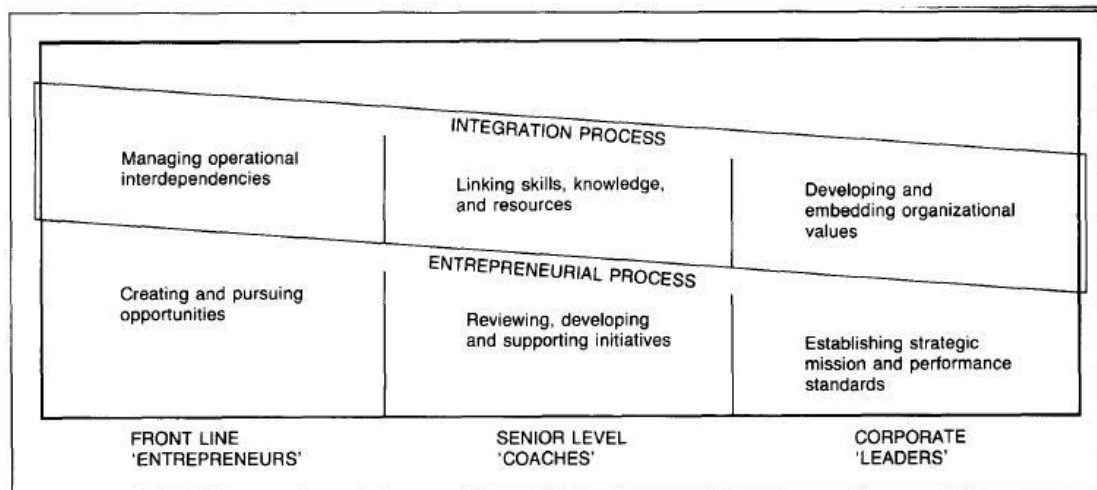 INTEGRATION PROCESS
Managing operational
interdependencies
Linking skills, knowledge,
and resources
Developing and
embedding organizational
values
ENTREPRENEURIAL PROCESS
Creating and pursuing
opportunities
Reviewing, developing
and supporting initiatives
Establishing strategic
mission and performance
standards
FRONT LINE
'ENTREPRENEURS'
SENIOR LEVEL
'COACHES'
CORPORATE
'LEADERS'